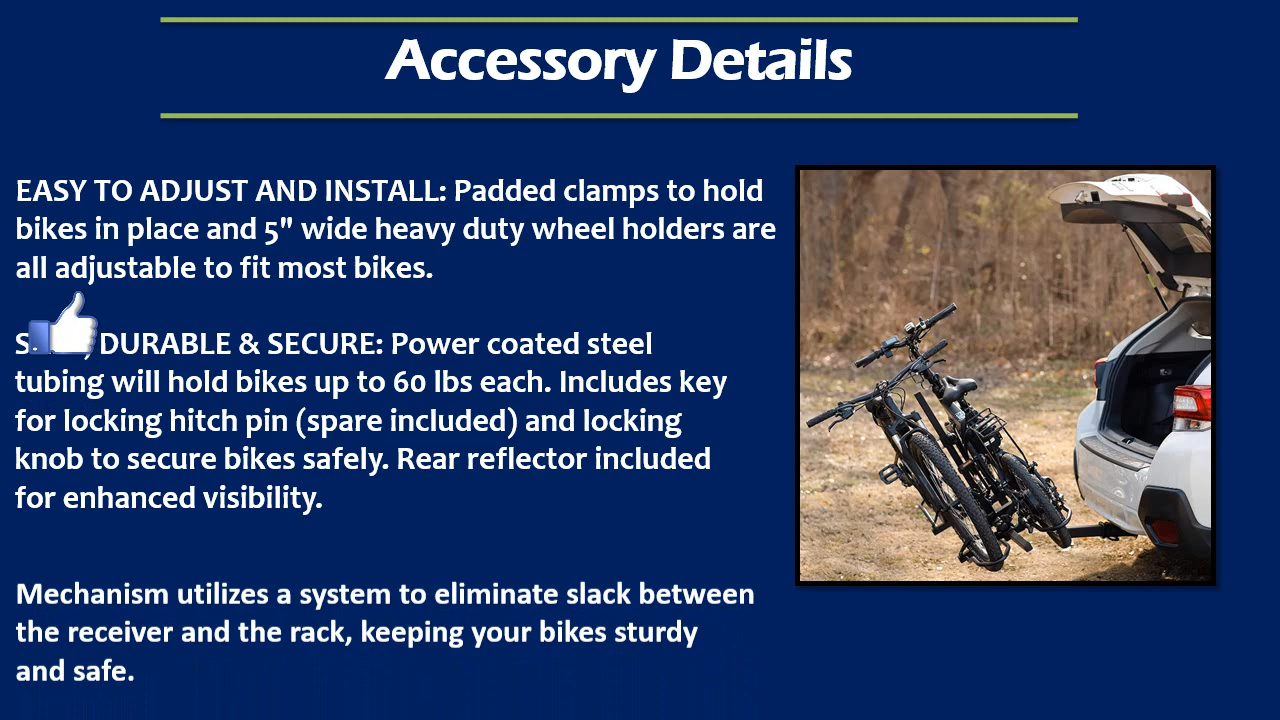 Accessory Details
EASY TO ADJUST AND INSTALL: Padded clamps to hold
bikes in place and 5" wide heavy duty wheel holders are
all adjustable to fit most bikes.
DURABLE & SECURE: Power coated steel
tubing will hold bikes up to 60 lbs each. Includes key
for locking hitch pin (spare included) and locking
knob to secure bikes safely. Rear reflector included
for enhanced visibility.
Mechanism utilizes a system to eliminate slack between
the receiver and the rack, keeping your bikes sturdy
and safe.